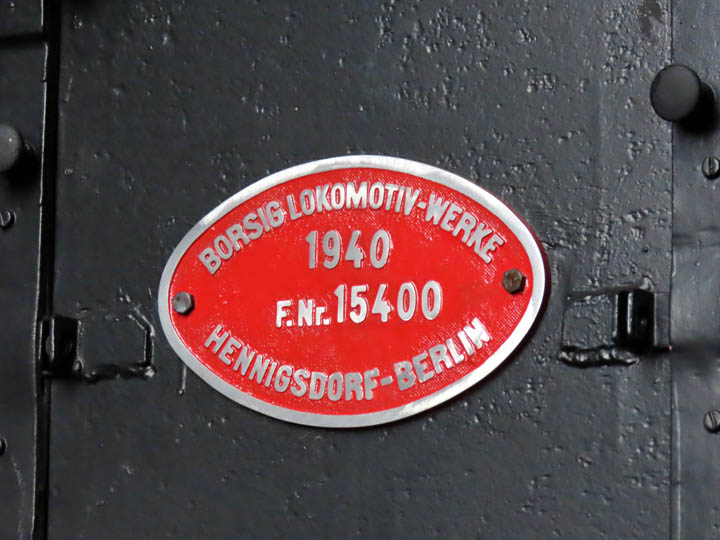 BORSIG LOKOMOTIV-WERKE
1940
F.Nr. 15400
HENNIGSDORF-BERLIN